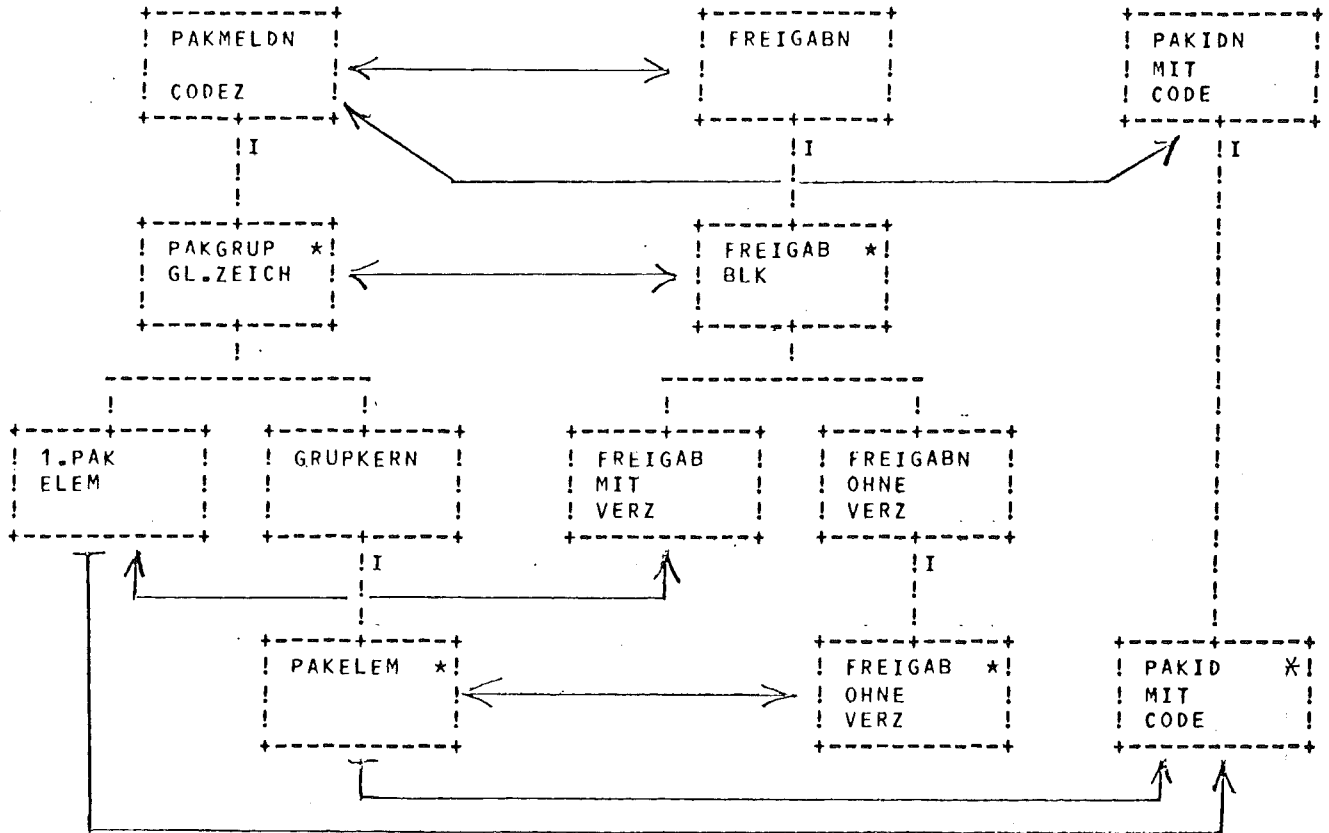 PAKMELDN
CODEZ
FREIGABN
PAKIDN
MIT
CODE
I
I
I
PAKGRUP *
GL.ZEICH
FREIGAB *
BLK
1.PAK
ELEM
GRUPKERN
FREIGAB
MIT
VERZ
FREIGABN
OHNE
VERZ
I
I
PAKELEM *
FREIGAB *
OHNE
VERZ
PAKID *
MIT
CODE